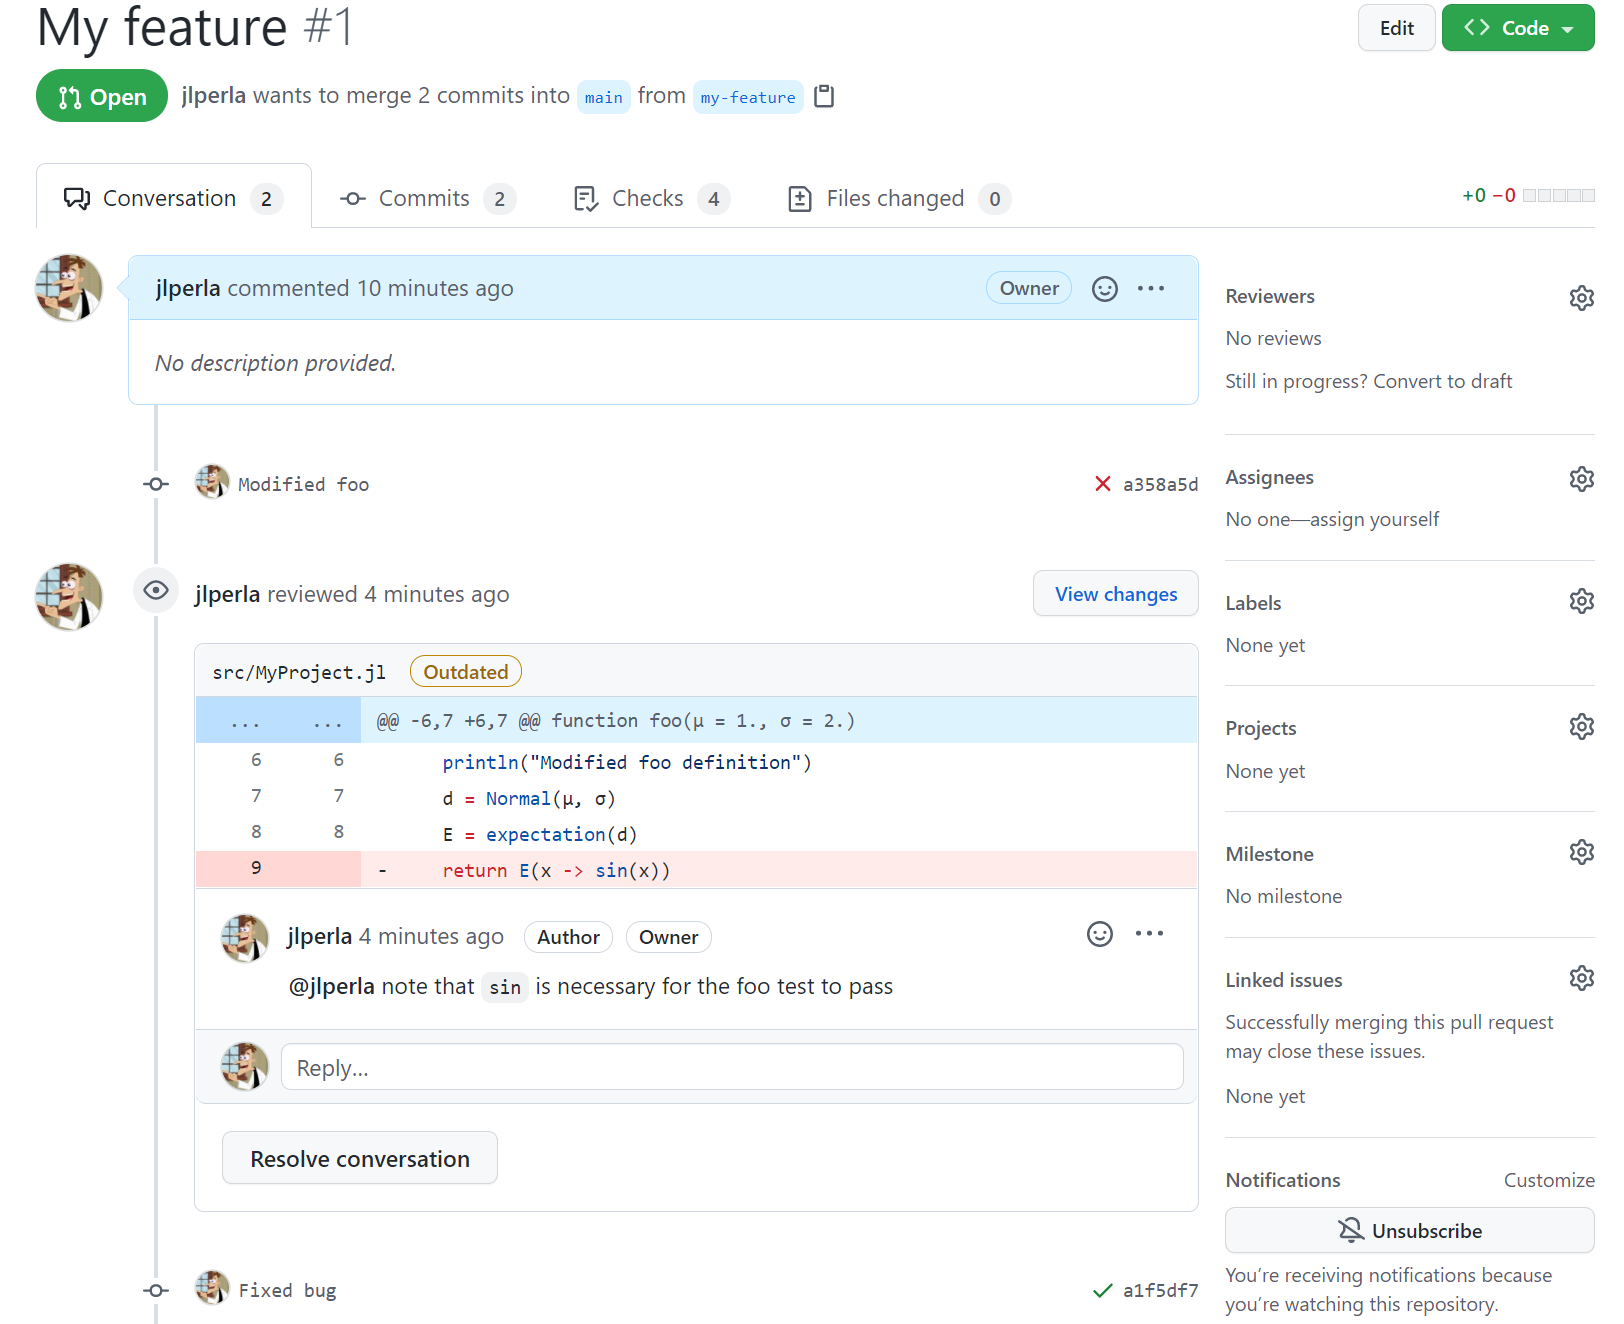 My feature #1
Edit
Code
Open
jlperla wants to merge 2 commits into main from my-feature
Conversation 2
Commits 2
Checks 4
Files changed 0
+0 −0
jlperla commented 10 minutes ago
Owner
No description provided.
Modified foo
a358a5d
jlperla reviewed 4 minutes ago
View changes
src/MyProject.jl
Outdated
... ... @@ -6,7 +6,7 @@ function foo(μ = 1., σ = 2.)
6 6 println("Modified foo definition")
7 7 d = Normal(μ, σ)
8 8 E = expectation(d)
9 - return E(x -> sin(x))
jlperla 4 minutes ago
Author
Owner
@jlperla note that sin is necessary for the foo test to pass
Reply...
Resolve conversation
Fixed bug
a1f5df7
Reviewers
No reviews
Still in progress? Convert to draft
Assignees
No one—assign yourself
Labels
None yet
Projects
None yet
Milestone
No milestone
Linked issues
Successfully merging this pull request
may close these issues.
None yet
Notifications
Customize
Unsubscribe
You’re receiving notifications because
you’re watching this repository.